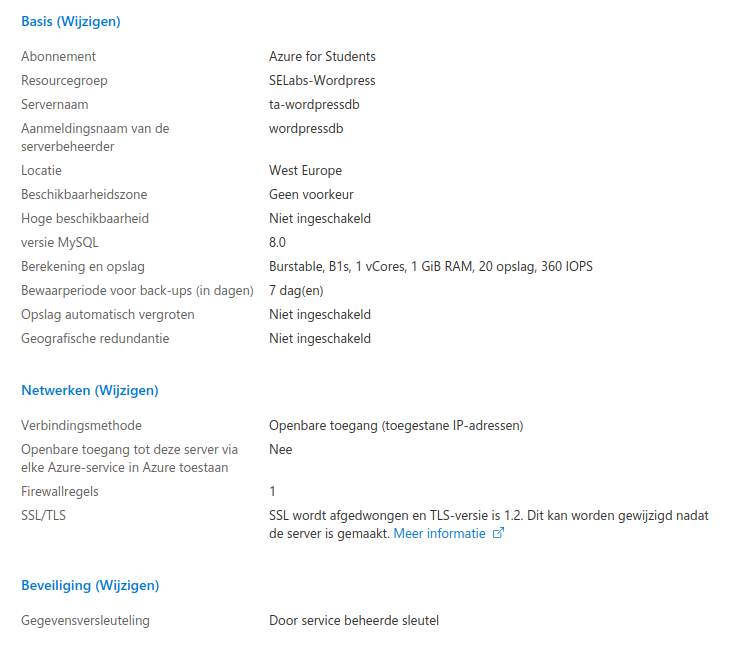 Basis (Wijzigen)
Abonnement Azure for Students
Resourcegroep SELabs-Wordpress
Servernaam ta-wordpressdb
Aanmeldingsnaam van de wordpressdb
serverbeheerder
Locatie West Europe
Beschikbaarheidszone Geen voorkeur
Hoge beschikbaarheid Niet ingeschakeld
versie MySQL 8.0
Berekening en opslag Burstable, B1s, 1 vCores, 1 GiB RAM, 20 opslag, 360 IOPS
Bewaarperiode voor back-ups (in dagen) 7 dag(en)
Opslag automatisch vergroten Niet ingeschakeld
Geografische redundantie Niet ingeschakeld
Netwerken (Wijzigen)
Verbindingsmethode Openbare toegang (toegestane IP-adressen)
Openbare toegang tot deze server via Nee
elke Azure-service in Azure toestaan
Firewallregels 1
SSL/TLS SSL wordt afgedwongen en TLS-versie is 1.2. Dit kan worden gewijzigd nadat
de server is gemaakt. Meer informatie
Beveiliging (Wijzigen)
Gegevensversleuteling Door service beheerde sleutel